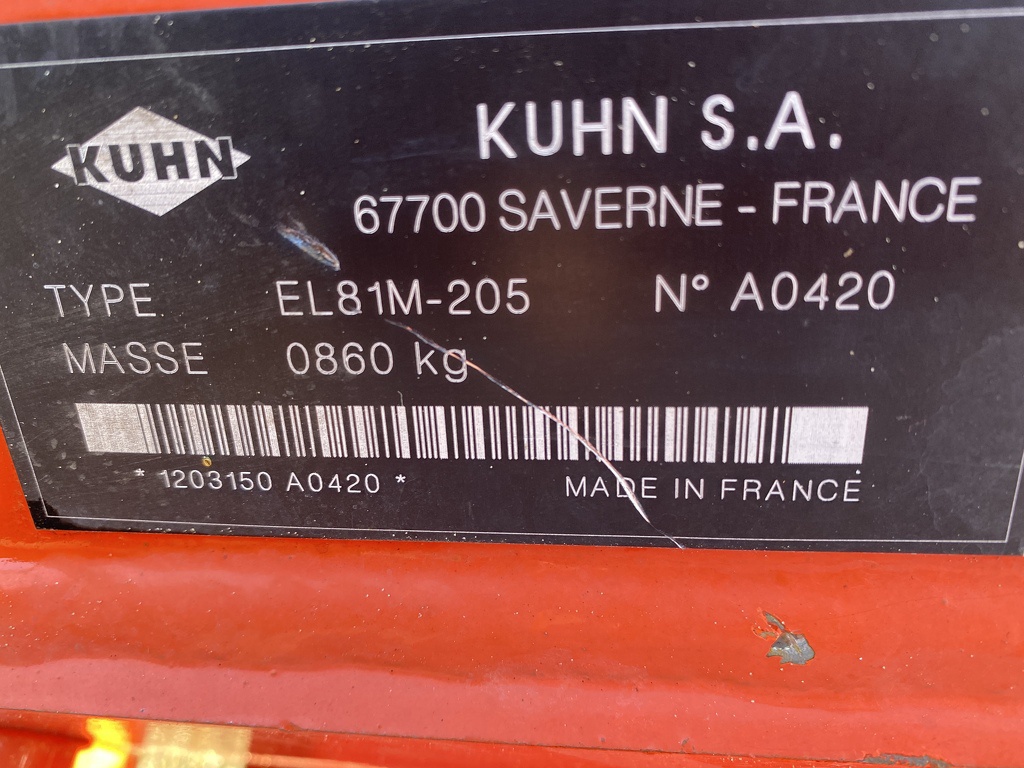 KUHN
KUHN S.A.
67700 SAVERNE - FRANCE
TYPE EL81M-205 N° A0420
MASSE 0860 kg
* 1203150 A0420 * MADE IN FRANCE